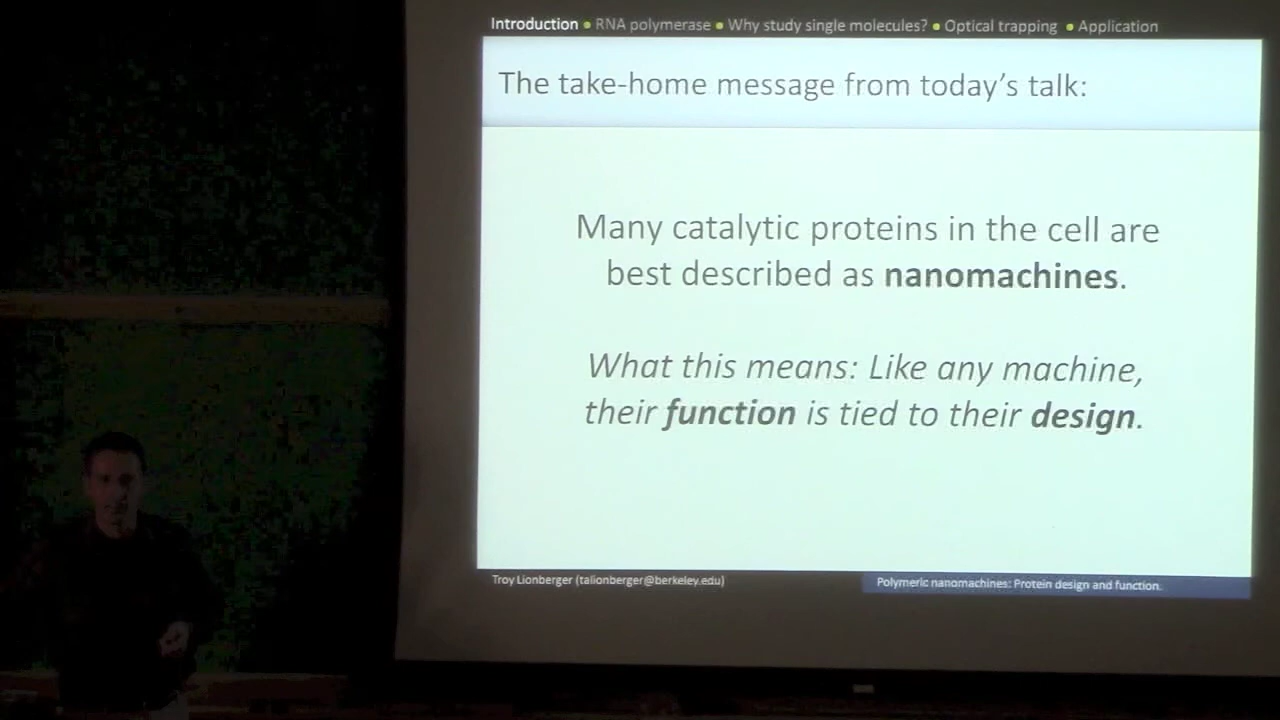 Introduction • RNA polymerase • Why study single molecules? • Optical trapping • Application
The take-home message from today's talk:
Many catalytic proteins in the cell are
best described as nanomachines.
What this means: Like any machine,
their function is tied to their design.
Troy Lionberger (talionberger@berkeley.edu)
Polymeric nanomachines: Protein design and function.